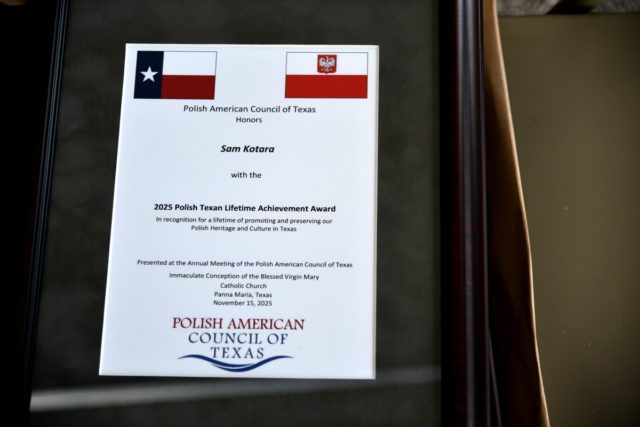 Polish American Council of Texas
Honors
Sam Kotara
with the
2025 Polish Texan Lifetime Achievement Award
In recognition for a lifetime of promoting and preserving our
Polish Heritage and Culture in Texas
Presented at the Annual Meeting of the Polish American Council of Texas
Immaculate Conception of the Blessed Virgin Mary
Catholic Church
Panna Maria, Texas
November 15, 2025
POLISH AMERICAN
COUNCIL OF
TEXAS